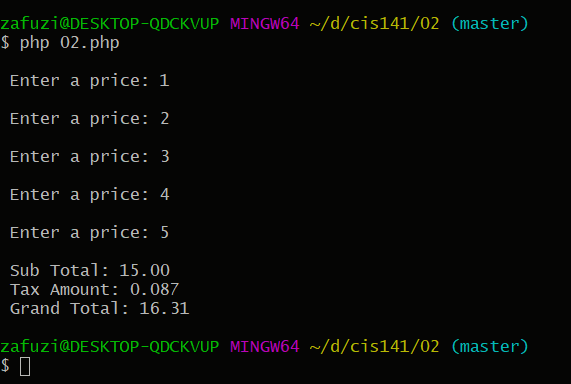 zafuzi@DESKTOP-QDCKVUP MINGW64 ~/d/cis141/02 (master)
$ php 02.php
Enter a price: 1
Enter a price: 2
Enter a price: 3
Enter a price: 4
Enter a price: 5
Sub Total: 15.00
Tax Amount: 0.087
Grand Total: 16.31
zafuzi@DESKTOP-QDCKVUP MINGW64 ~/d/cis141/02 (master)
$